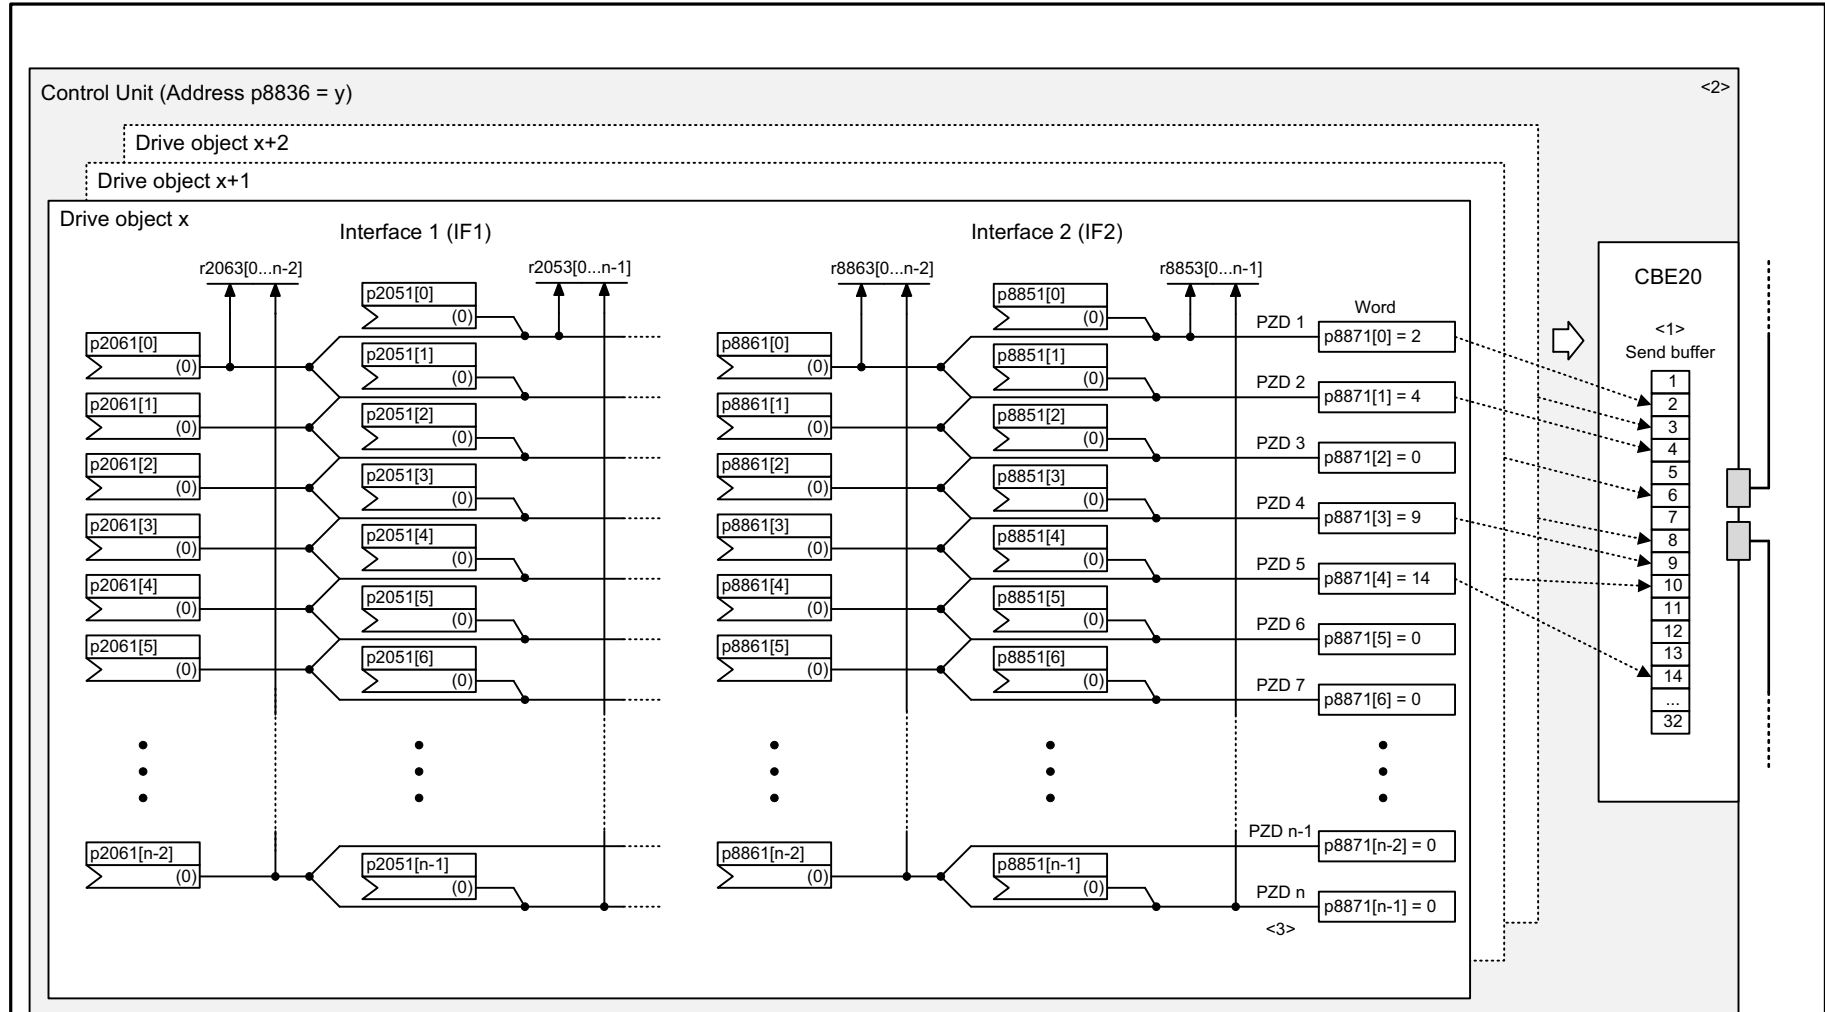 Control Unit (Address p8836 = y)
<2>
Drive object x+2
Drive object x+1
Drive object x
Interface 1 (IF1)
Interface 2 (IF2)
r2063[0...n-2]
r2053[0...n-1]
r8863[0...n-2]
r8853[0...n-1]
CBE20
<1>
Send buffer
Word
p2061[0]
(0)
p2061[1]
(0)
p2061[2]
(0)
p2061[3]
(0)
p2061[4]
(0)
p2061[5]
(0)
p2061[n-2]
(0)
p2051[0]
(0)
p2051[1]
(0)
p2051[2]
(0)
p2051[3]
(0)
p2051[4]
(0)
p2051[5]
(0)
p2051[6]
(0)
p2051[n-1]
(0)
p8861[0]
(0)
p8861[1]
(0)
p8861[2]
(0)
p8861[3]
(0)
p8861[4]
(0)
p8861[5]
(0)
p8861[n-2]
(0)
p8851[0]
(0)
p8851[1]
(0)
p8851[2]
(0)
p8851[3]
(0)
p8851[4]
(0)
p8851[5]
(0)
p8851[6]
(0)
p8851[n-1]
(0)
PZD 1
p8871[0] = 2
PZD 2
p8871[1] = 4
PZD 3
p8871[2] = 0
PZD 4
p8871[3] = 9
PZD 5
p8871[4] = 14
PZD 6
p8871[5] = 0
PZD 7
p8871[6] = 0
PZD n-1
p8871[n-2] = 0
PZD n
p8871[n-1] = 0
<3>
1
2
3
4
5
6
7
8
9
10
11
12
13
14
...
32